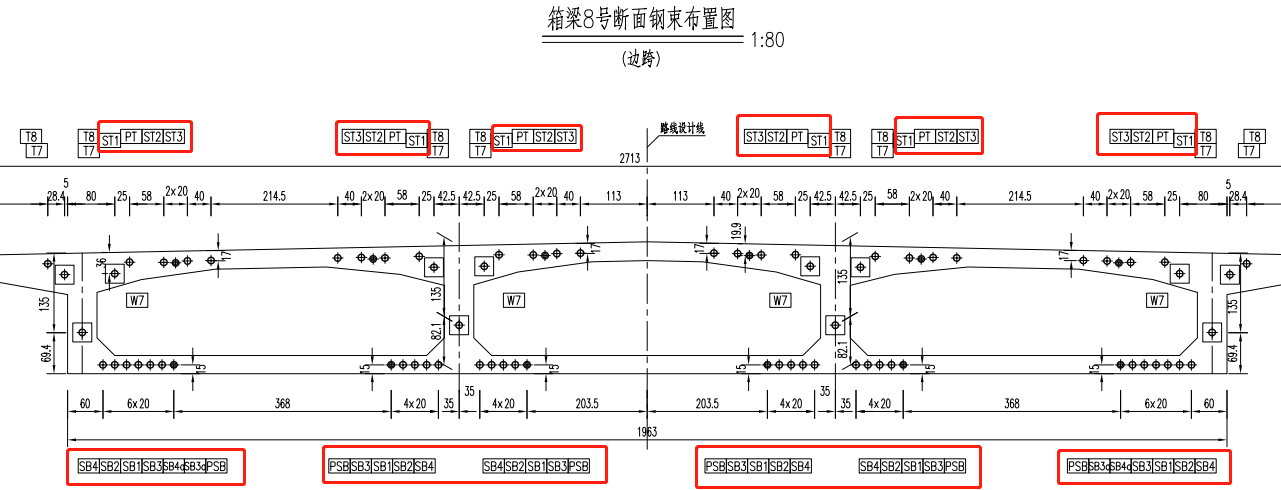 箱梁8号断面钢束布置图 1:80
(边跨)
路线设计线
T8 T8 ST1 PT ST2 ST3 ST3 ST2 PT ST1 T8 T8 ST1 PT ST2 ST3 ST3 ST2 PT ST1 T8 T8 ST1 PT ST2 ST3 ST3 ST2 PT ST1 T8 T8
T7 T7 T7 T7 T7 T7 T7 T7
2713
5 5
28.4 80 25 58 2x20 40 214.5 40 2x20 58 25 42.5 42.5 25 58 2x20 40 113 113 40 2x20 58 25 42.5 42.5 25 58 2x20 40 214.5 40 2x20 58 25 80 28.4
36 17 17 19.9 17
135 W7 135 W7 W7 135 W7 135
69.4 82.1 82.1 69.4
15 15 15 15 15 15
35 35
60 6x20 368 4x20 35 4x20 203.5 203.5 4x20 35 4x20 368 6x20 60
1963
SB4 SB2 SB1 SB3 SB4d SB3d PSB PSB SB3 SB1 SB2 SB4 SB4 SB2 SB1 SB3 PSB PSB SB3 SB1 SB2 SB4 SB4 SB2 SB1 SB3 PSB PSB SB3d SB4d SB3 SB1 SB2 SB4